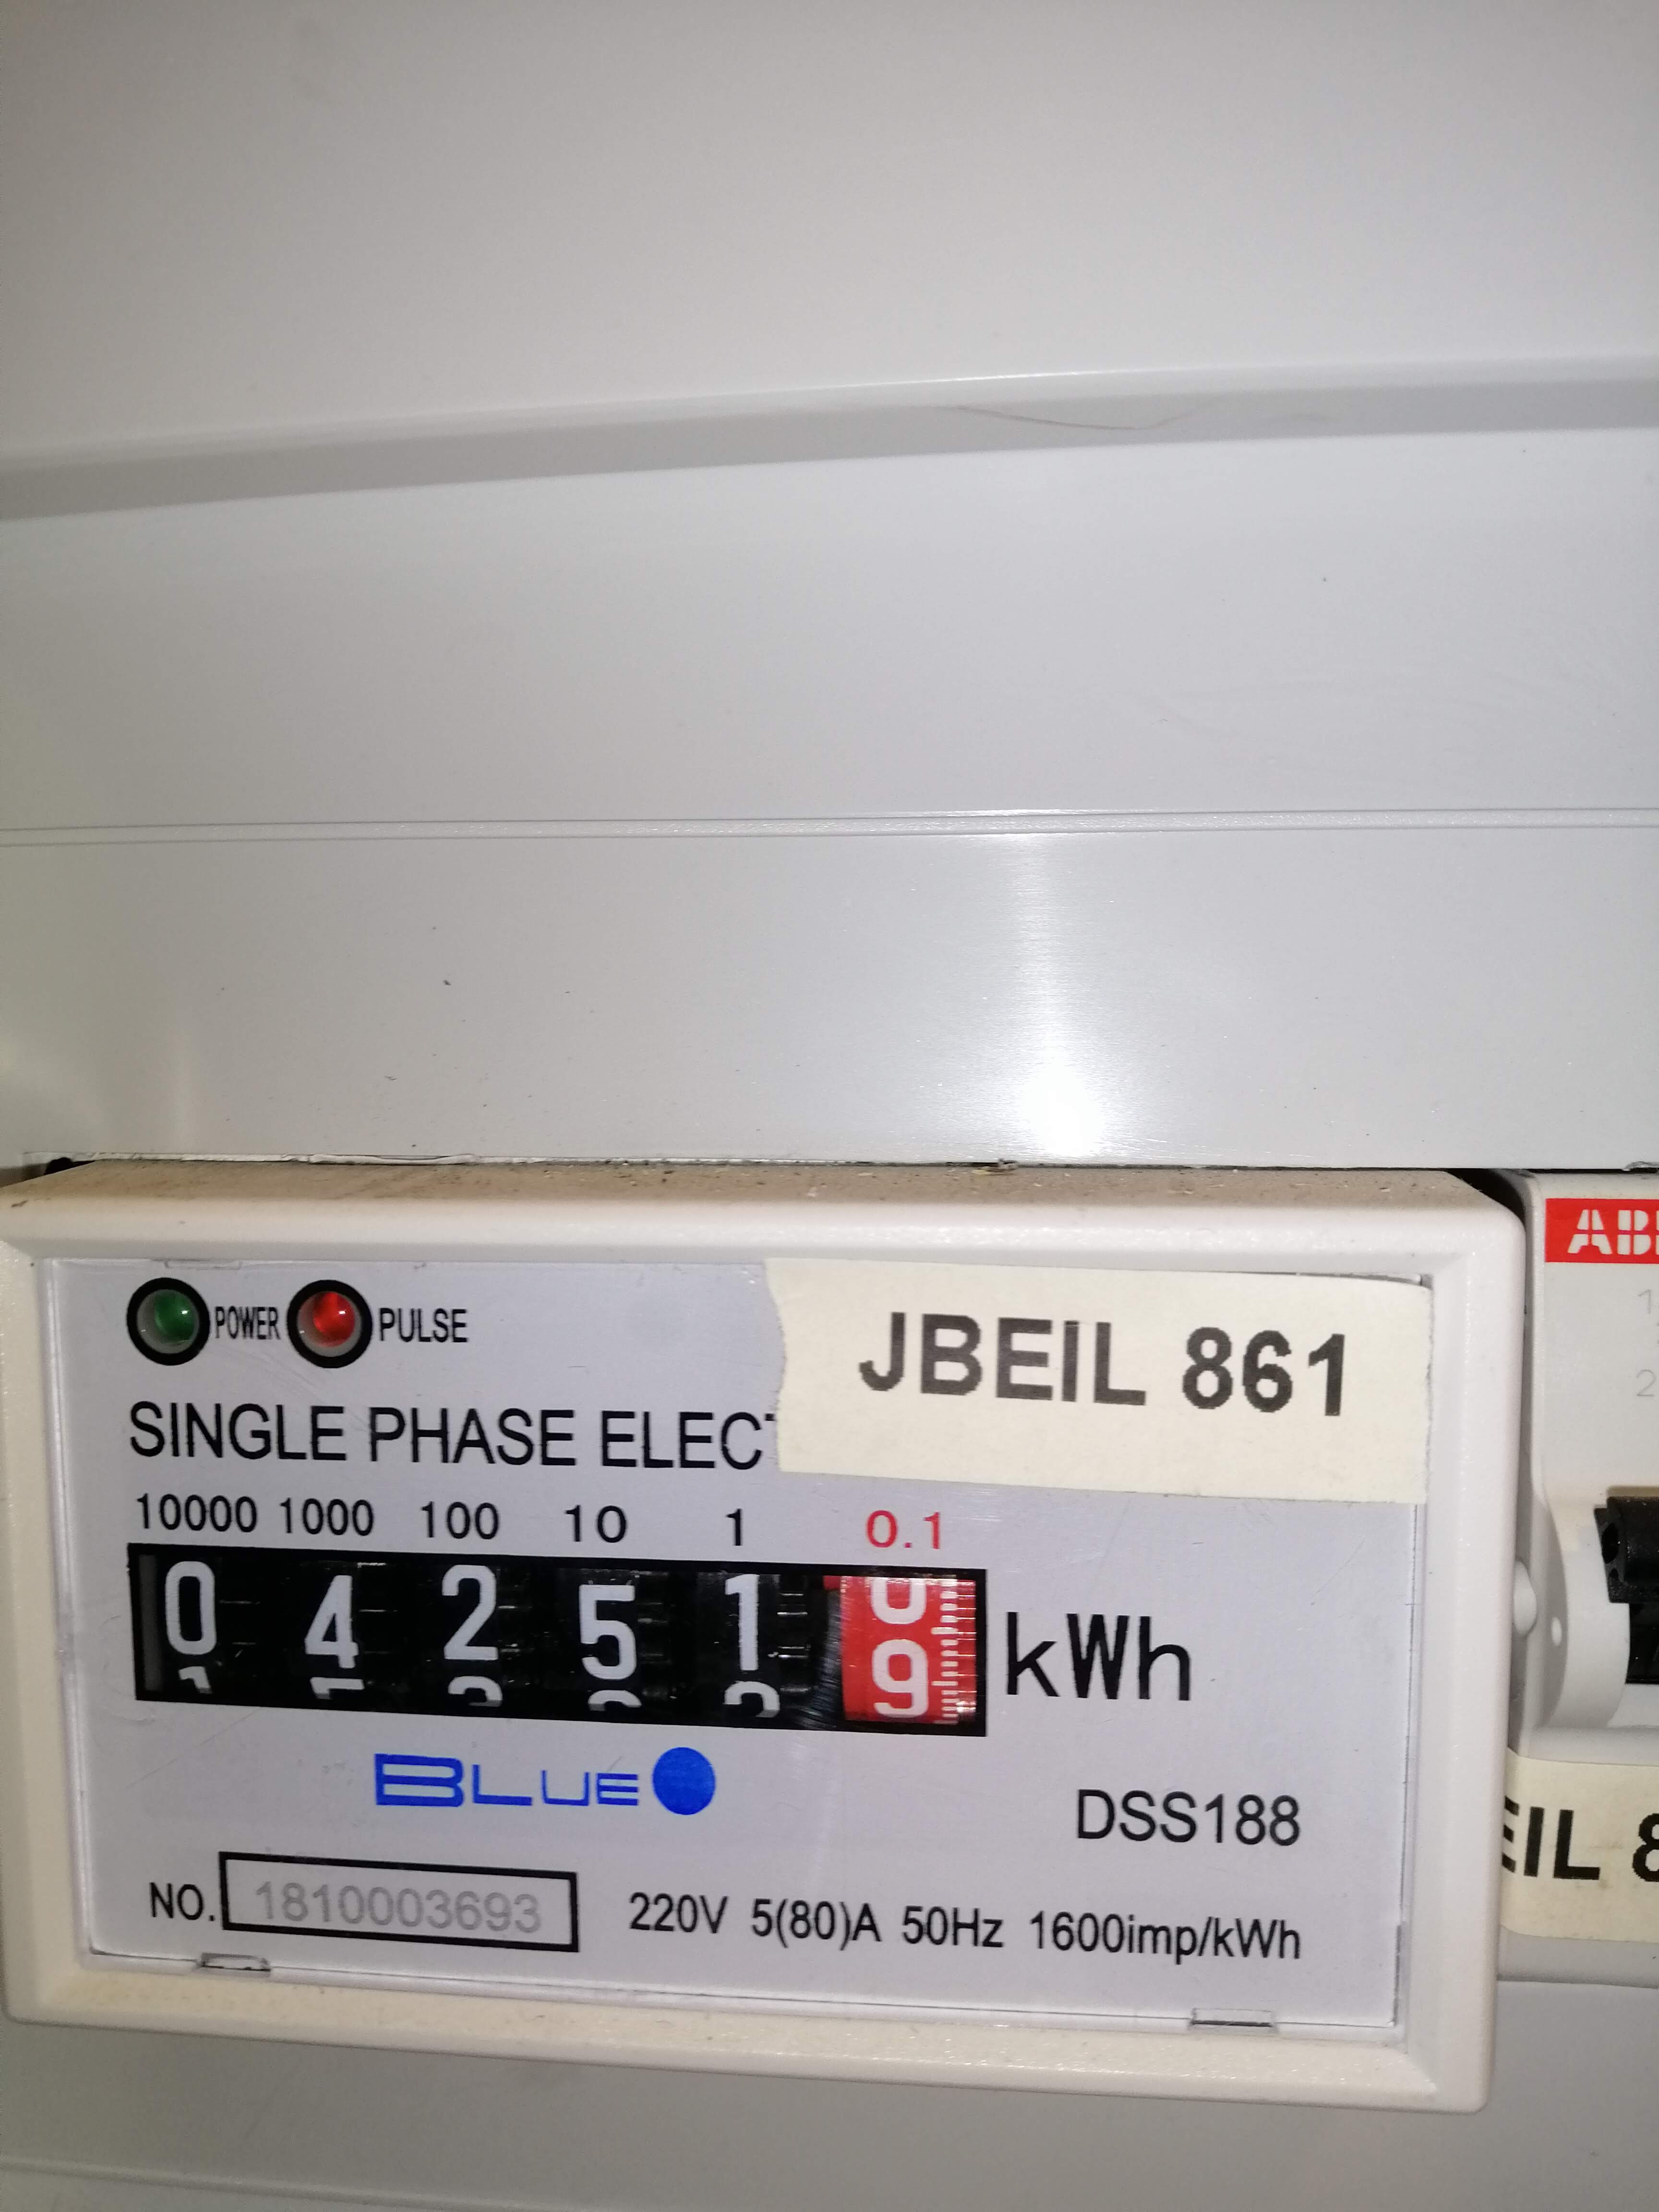 POWER PULSE
JBEIL 861
SINGLE PHASE ELECT
10000 1000 100 10 1 0.1
0 4 2 5 1 9 kWh
BLUE
DSS188
NO. 1810003693 220V 5(80)A 50Hz 1600imp/kWh
ABB
EIL 8